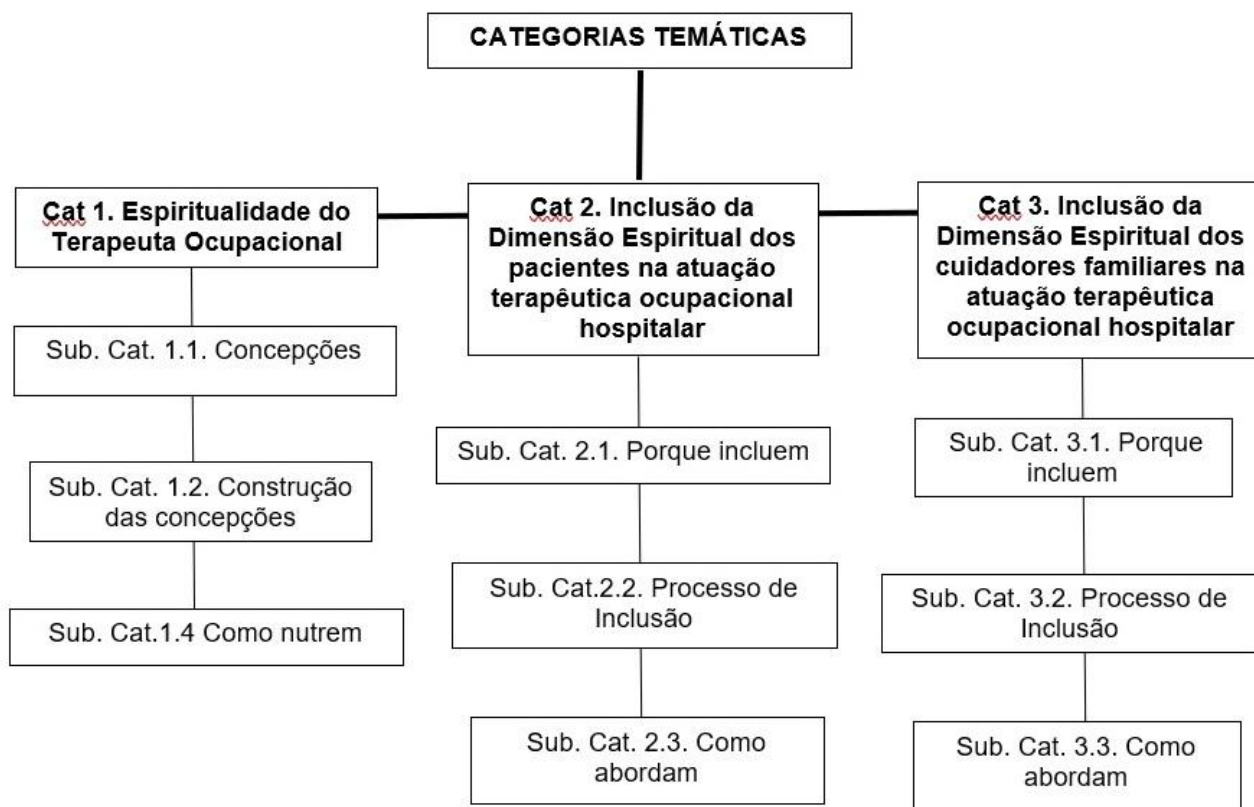 CATEGORIAS TEMÁTICAS
Cat 1. Espiritualidade do
Terapeuta Ocupacional
Sub. Cat. 1.1. Concepções
Sub. Cat. 1.2. Construção
das concepções
Sub. Cat.1.4 Como nutrem
Cat 2. Inclusão da
Dimensão Espiritual dos
pacientes na atuação
terapêutica ocupacional
hospitalar
Sub. Cat. 2.1. Porque incluem
Sub. Cat.2.2. Processo de
Inclusão
Sub. Cat. 2.3. Como
abordam
Cat 3. Inclusão da
Dimensão Espiritual dos
cuidadores familiares na
atuação terapêutica
ocupacional hospitalar
Sub. Cat. 3.1. Porque
incluem
Sub. Cat. 3.2. Processo de
Inclusão
Sub. Cat. 3.3. Como
abordam